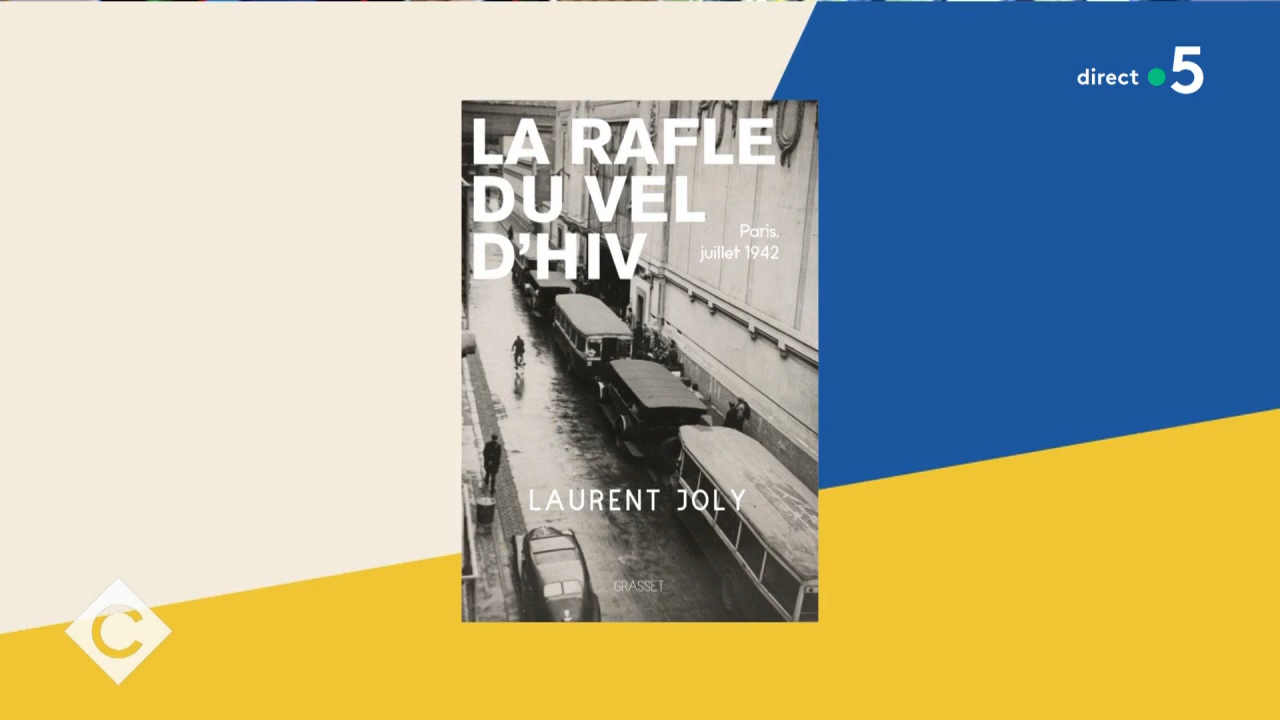 direct 5
LA RAFLE
DU VEL
D'HIV
Paris,
juillet 1942
LAURENT JOLY
GRASSET
C